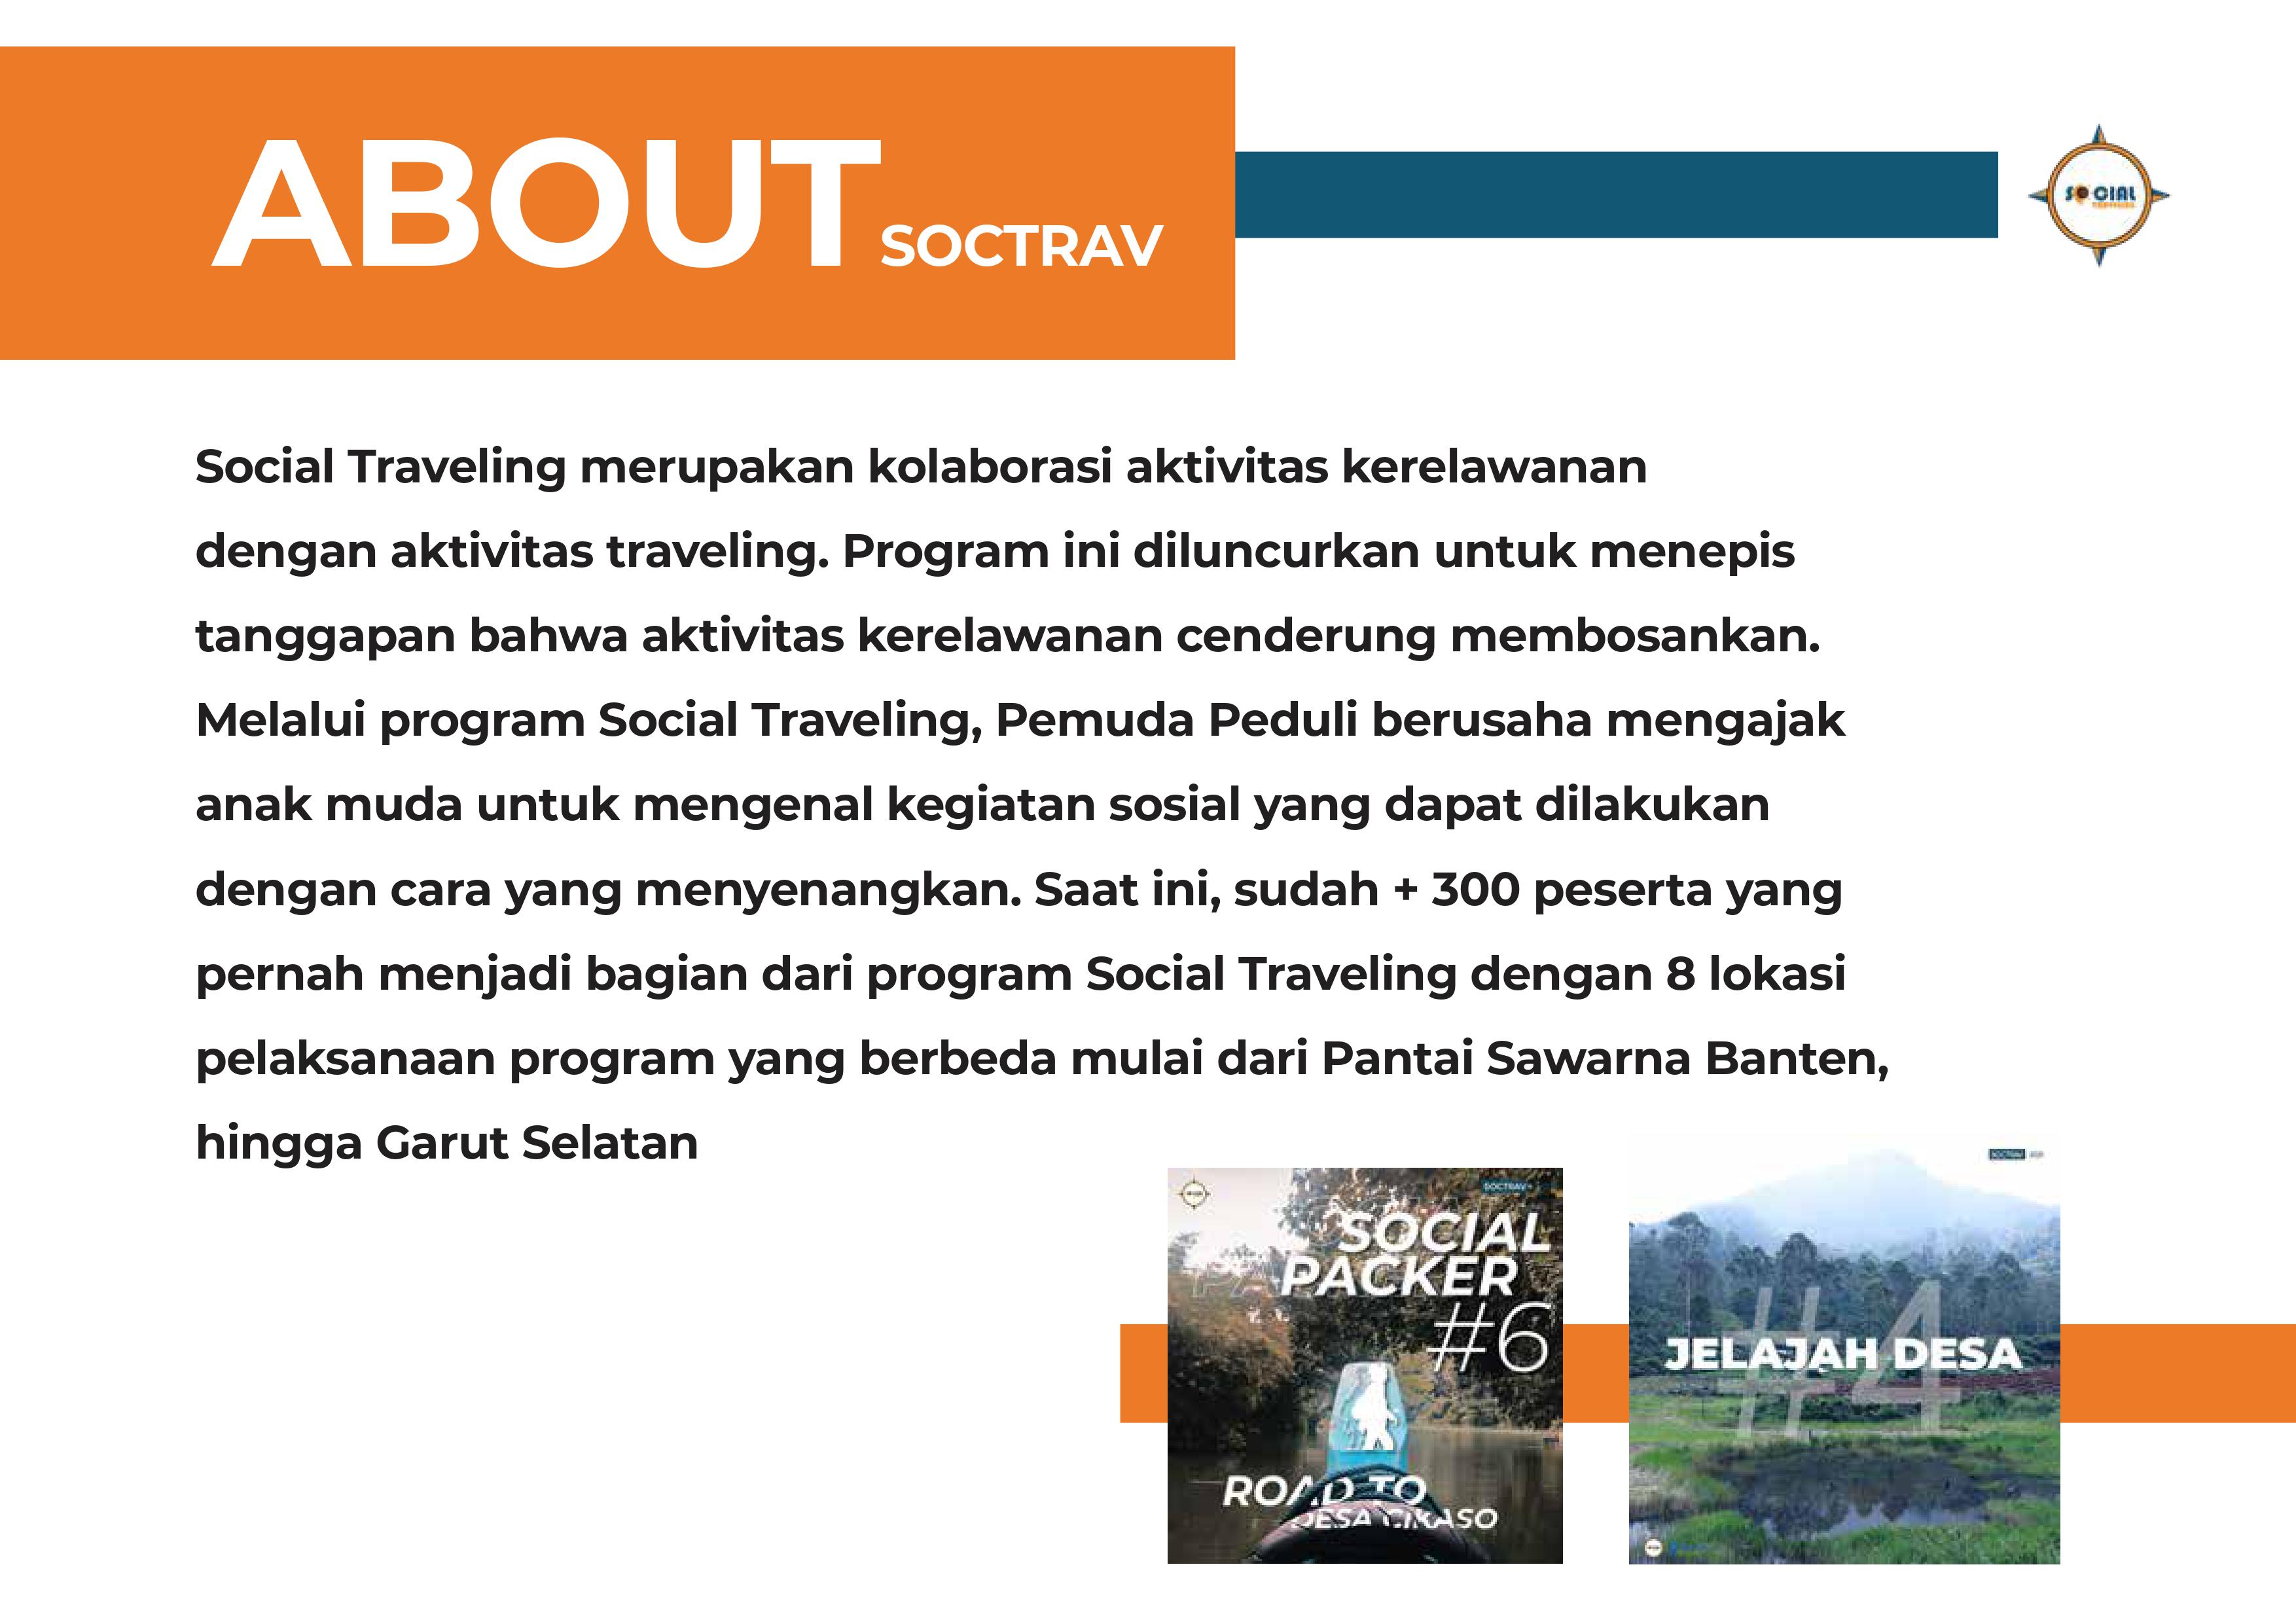 ABOUT SOCTRAV
SOCIAL
Social Traveling merupakan kolaborasi aktivitas kerelawanan
dengan aktivitas traveling. Program ini diluncurkan untuk menepis
tanggapan bahwa aktivitas kerelawanan cenderung membosankan.
Melalui program Social Traveling, Pemuda Peduli berusaha mengajak
anak muda untuk mengenal kegiatan sosial yang dapat dilakukan
dengan cara yang menyenangkan. Saat ini, sudah + 300 peserta yang
pernah menjadi bagian dari program Social Traveling dengan 8 lokasi
pelaksanaan program yang berbeda mulai dari Pantai Sawarna Banten,
hingga Garut Selatan
SOCTRAV
SOCIAL
PACKER
#6
ROAD TO
DESA CIKASO
SOCTRAV
#4
JELAJAH DESA